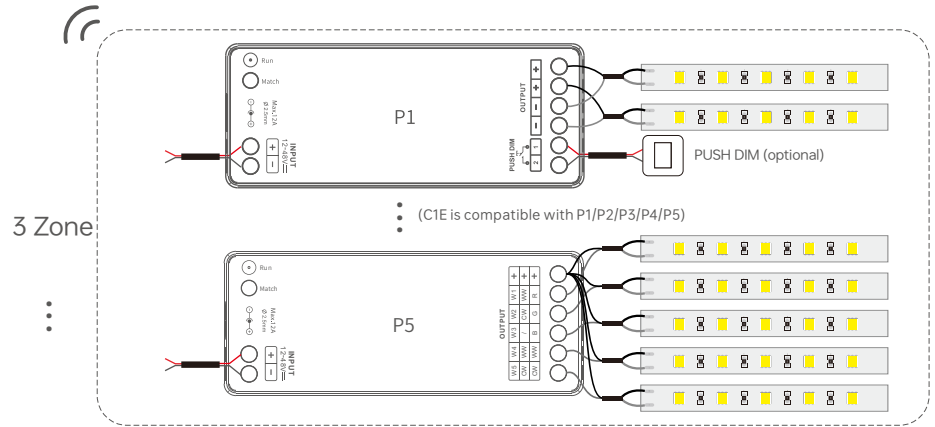 Run
Match
Max.12A
Ø 2.5mm
INPUT
12-48V
+
−
P1
OUTPUT
+
+
−
−
PUSH DIM
1
2
PUSH DIM (optional)
(C1E is compatible with P1/P2/P3/P4/P5)
3 Zone
Run
Match
Max.12A
Ø 2.5mm
INPUT
12-48V
+
−
P5
OUTPUT
+ + +
W1 WW R
W2 CW G
W3 / B
W4 WW WW
W5 CW CW